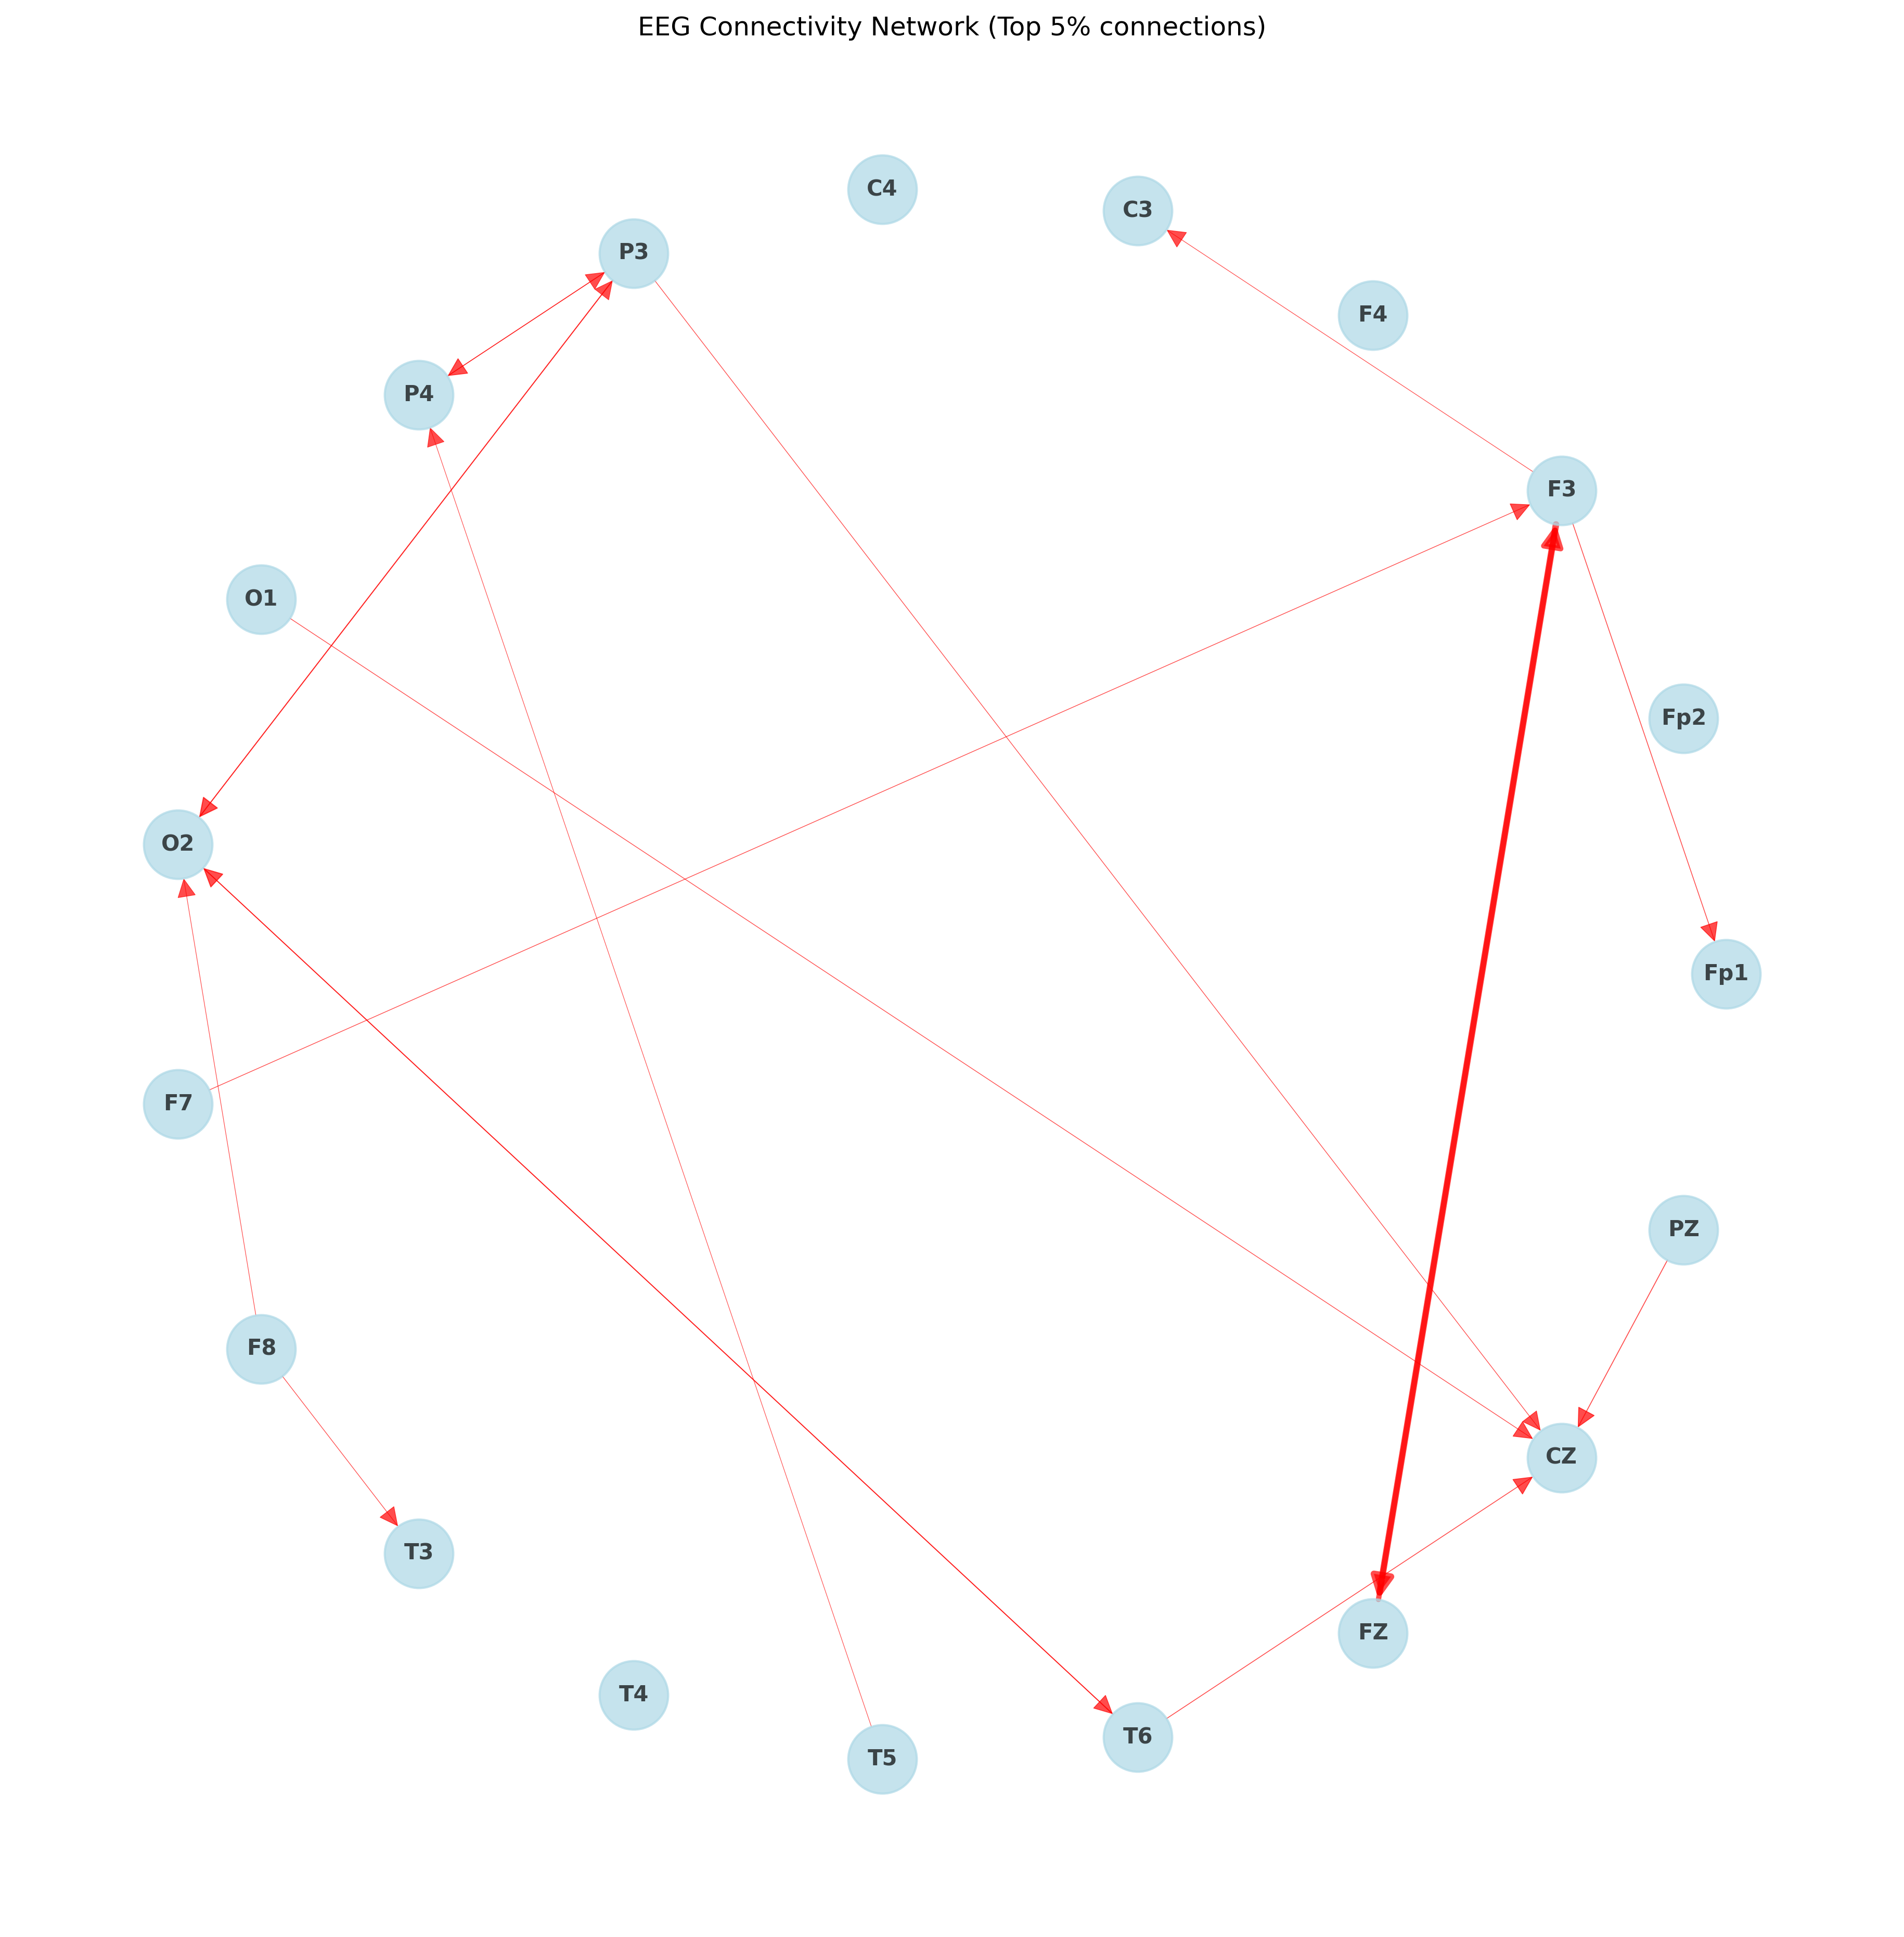 EEG Connectivity Network (Top 5% connections)
C4
C3
P3
F4
P4
F3
O1
Fp2
O2
Fp1
F7
PZ
F8
CZ
T3
FZ
T4
T6
T5